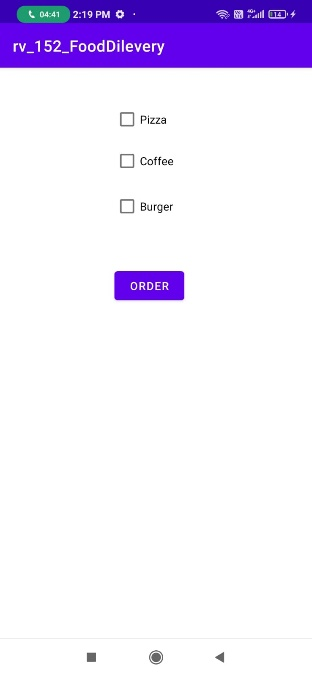 04:41 2:19 PM
rv_152_FoodDilevery
Pizza
Coffee
Burger
ORDER